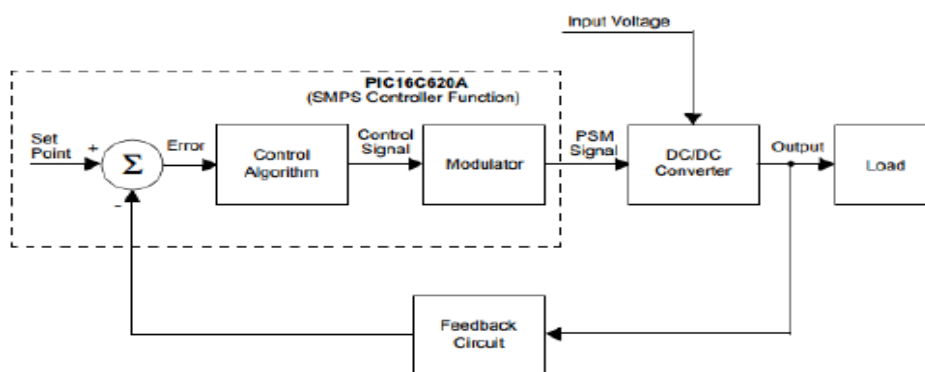 Input Voltage
PIC16C620A
(SMPS Controller Function)
Set
Point
+
Σ
-
Error
Control
Algorithm
Control
Signal
Modulator
PSM
Signal
DC/DC
Converter
Output
Load
Feedback
Circuit